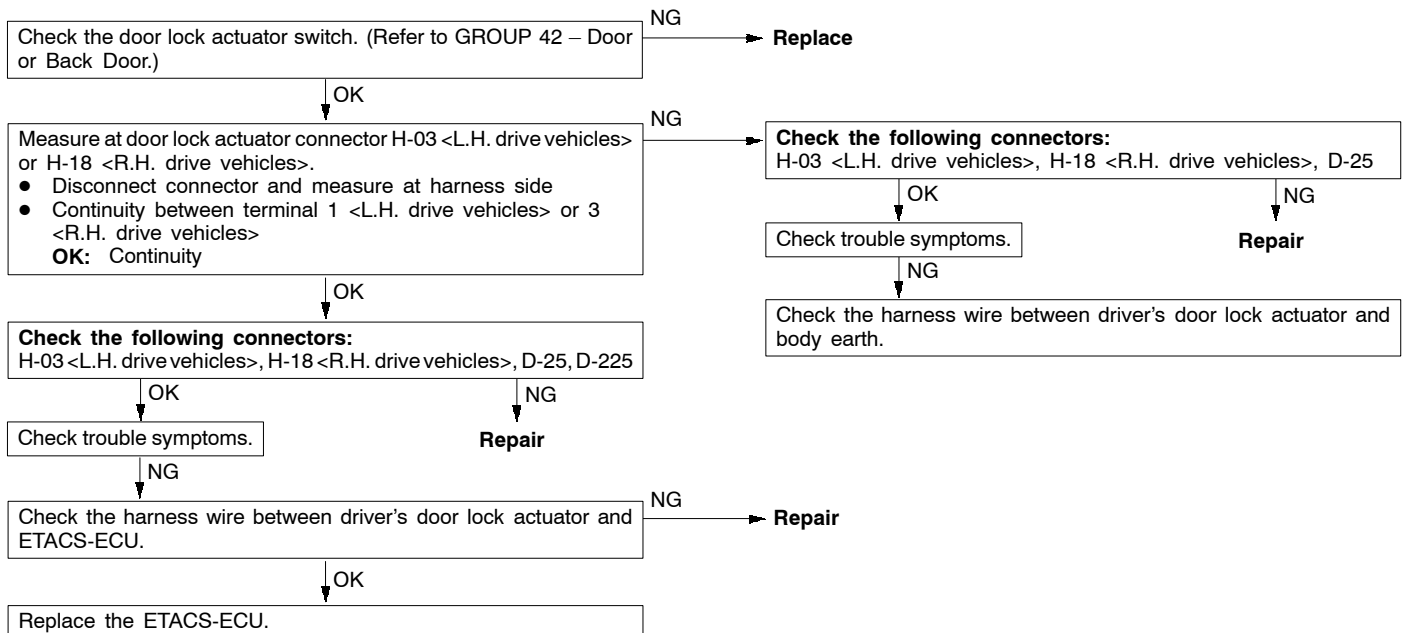 Check the door lock actuator switch. (Refer to GROUP 42 – Door
or Back Door.)
NG
Replace
OK
Measure at door lock actuator connector H-03 <L.H. drive vehicles>
or H-18 <R.H. drive vehicles>.
● Disconnect connector and measure at harness side
● Continuity between terminal 1 <L.H. drive vehicles> or 3
<R.H. drive vehicles>
OK: Continuity
NG
Check the following connectors:
H-03 <L.H. drive vehicles>, H-18 <R.H. drive vehicles>, D-25
OK
NG
Check trouble symptoms.
Repair
NG
Check the harness wire between driver's door lock actuator and
body earth.
OK
Check the following connectors:
H-03 <L.H. drive vehicles>, H-18 <R.H. drive vehicles>, D-25, D-225
OK
NG
Check trouble symptoms.
Repair
NG
Check the harness wire between driver's door lock actuator and
ETACS-ECU.
NG
Repair
OK
Replace the ETACS-ECU.